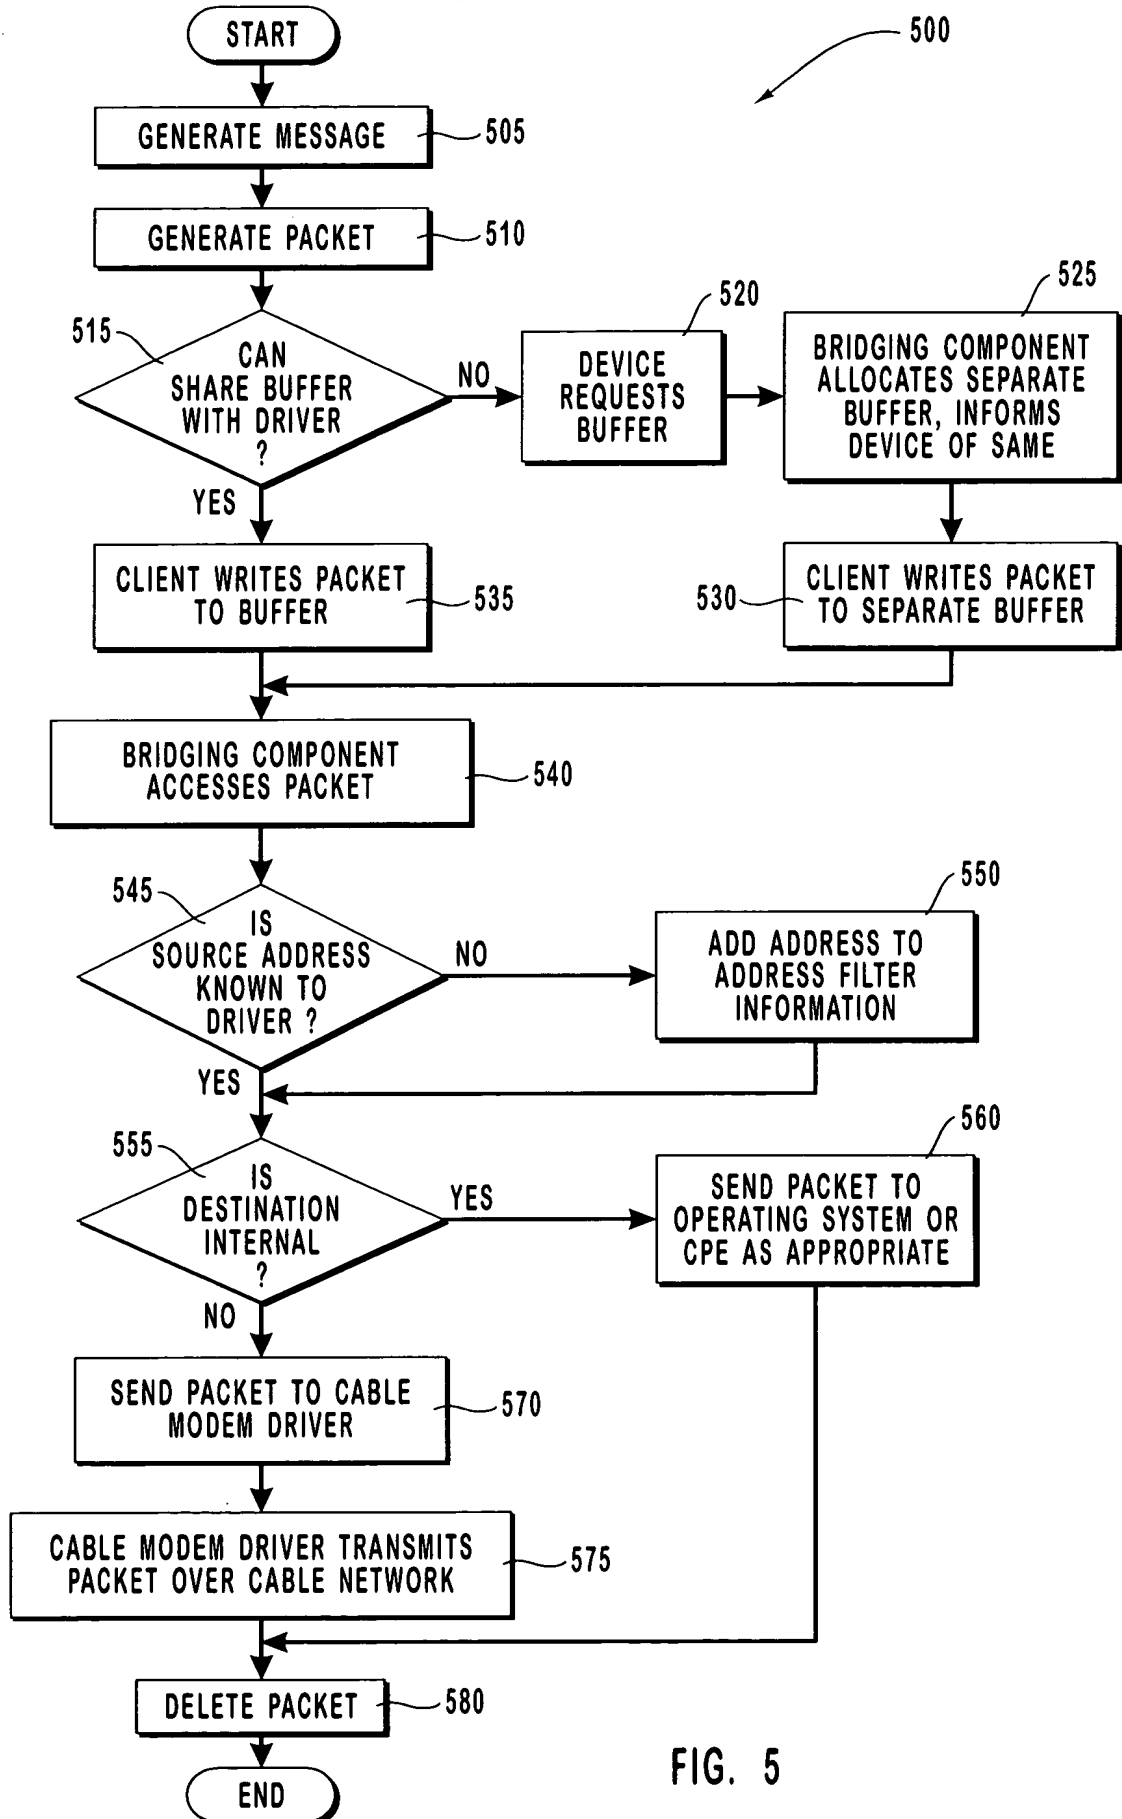 START
500
GENERATE MESSAGE
505
GENERATE PACKET
510
515
CAN
SHARE BUFFER
WITH DRIVER
?
NO
YES
520
DEVICE
REQUESTS
BUFFER
525
BRIDGING COMPONENT
ALLOCATES SEPARATE
BUFFER, INFORMS
DEVICE OF SAME
CLIENT WRITES PACKET
TO BUFFER
535
530
CLIENT WRITES PACKET
TO SEPARATE BUFFER
BRIDGING COMPONENT
ACCESSES PACKET
540
545
IS
SOURCE ADDRESS
KNOWN TO
DRIVER ?
NO
YES
550
ADD ADDRESS TO
ADDRESS FILTER
INFORMATION
555
IS
DESTINATION
INTERNAL
?
YES
NO
560
SEND PACKET TO
OPERATING SYSTEM OR
CPE AS APPROPRIATE
SEND PACKET TO CABLE
MODEM DRIVER
570
CABLE MODEM DRIVER TRANSMITS
PACKET OVER CABLE NETWORK
575
DELETE PACKET
580
END
FIG. 5